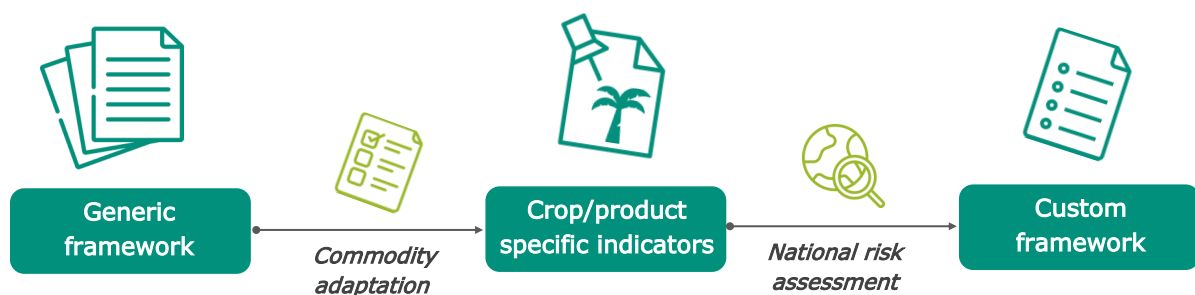 Generic
framework
Commodity
adaptation
Crop/product
specific indicators
National risk
assessment
Custom
framework